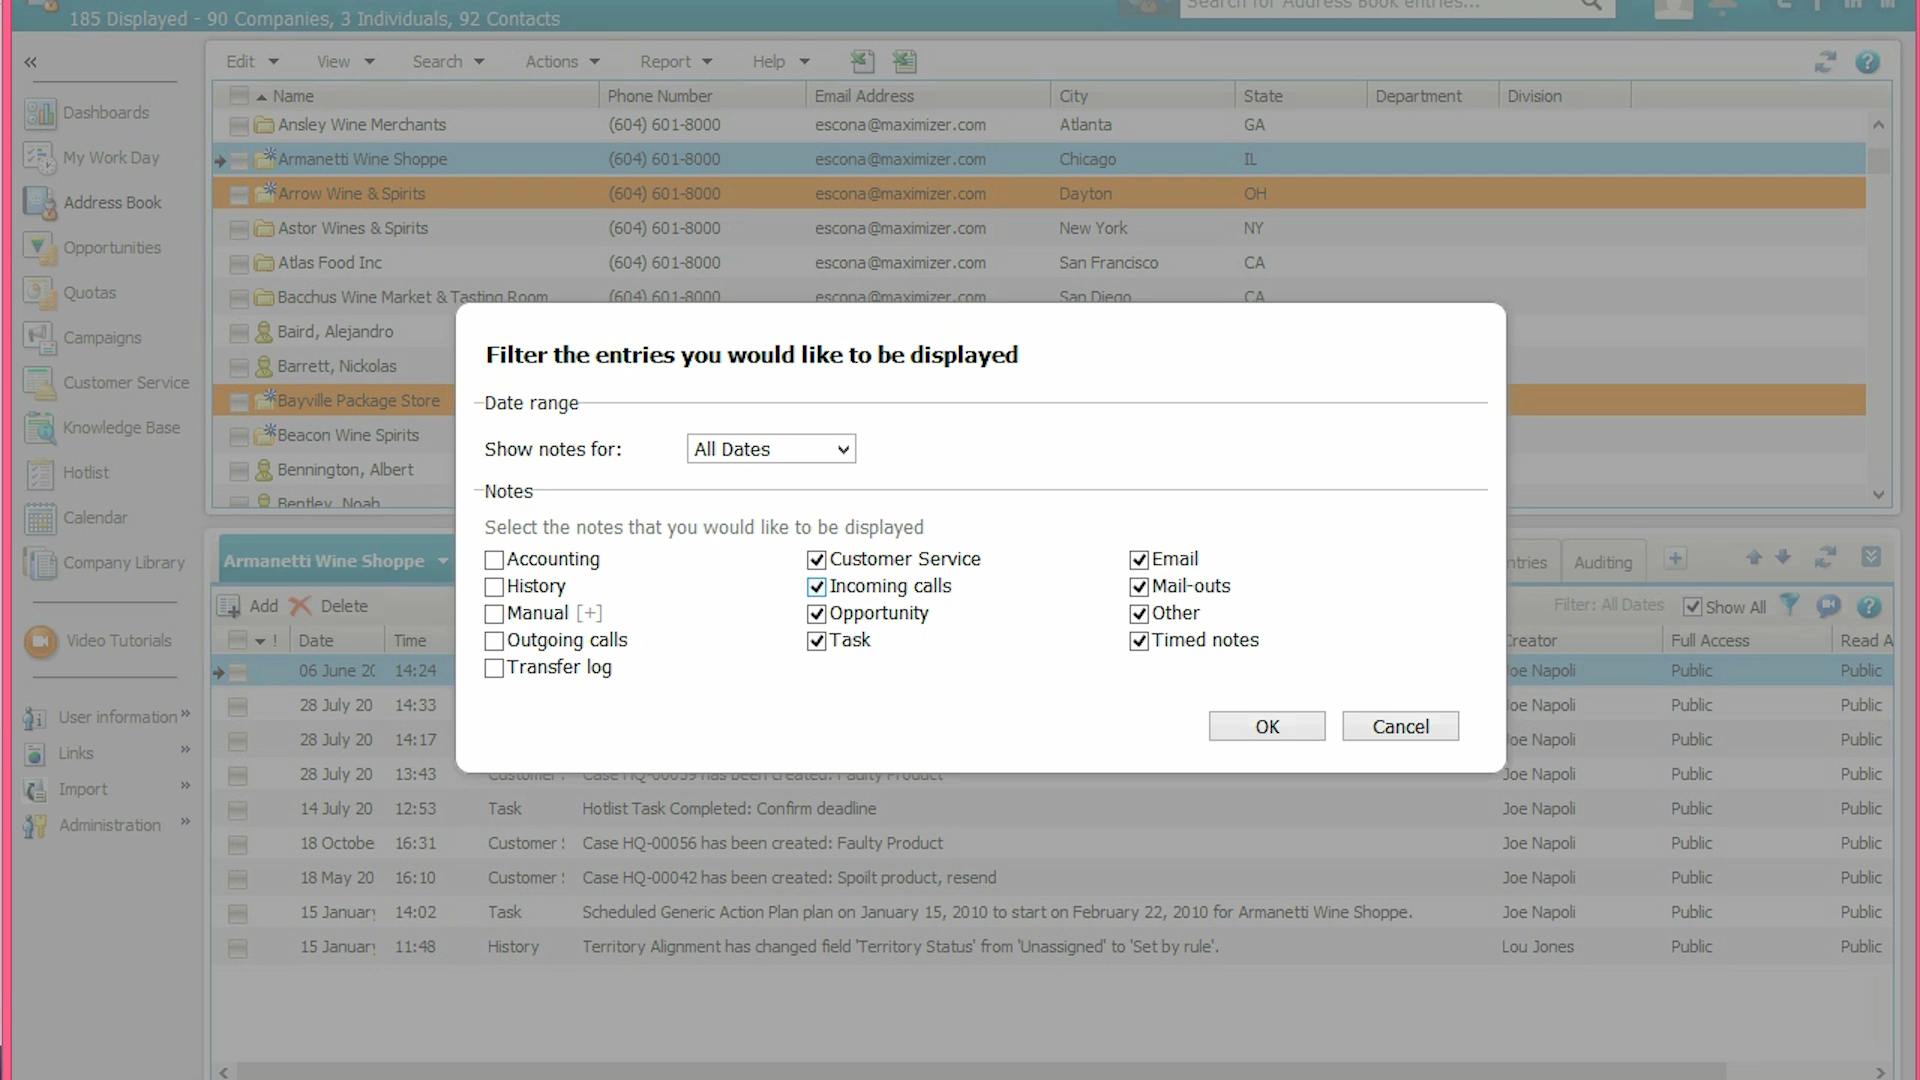 185 Displayed - 90 Companies, 3 Individuals, 92 Contacts
Search for Address Book entries...
Edit View Search Actions Report Help
Dashboards
My Work Day
Address Book
Opportunities
Quotas
Campaigns
Customer Service
Knowledge Base
Hotlist
Calendar
Company Library
Video Tutorials
User information
Links
Import
Administration
Name Phone Number Email Address City State Department Division
Ansley Wine Merchants (604) 601-8000 escona@maximizer.com Atlanta GA
Armanetti Wine Shoppe (604) 601-8000 escona@maximizer.com Chicago IL
Arrow Wine & Spirits (604) 601-8000 escona@maximizer.com Dayton OH
Astor Wines & Spirits (604) 601-8000 escona@maximizer.com New York NY
Atlas Food Inc (604) 601-8000 escona@maximizer.com San Francisco CA
Bacchus Wine Market & Tasting Room (604) 601-8000 escona@maximizer.com San Diego CA
Baird, Alejandro
Barrett, Nickolas
Bayville Package Store
Beacon Wine Spirits
Bennington, Albert
Bentley, Noah
Filter the entries you would like to be displayed
Date range
Show notes for: All Dates
Notes
Select the notes that you would like to be displayed
Accounting Customer Service Email
History Incoming calls Mail-outs
Manual [+] Opportunity Other
Outgoing calls Task Timed notes
Transfer log
OK Cancel
Armanetti Wine Shoppe ntries Auditing
Add Delete Filter: All Dates Show All
! Date Time Creator Full Access Read A
06 June 20 14:24 Joe Napoli Public Public
28 July 20 14:33 Joe Napoli Public Public
28 July 20 14:17 Joe Napoli Public Public
28 July 20 13:43 Customer Case HQ-00059 has been created: Faulty Product Joe Napoli Public Public
14 July 20 12:53 Task Hotlist Task Completed: Confirm deadline Joe Napoli Public Public
18 Octobe 16:31 Customer Case HQ-00056 has been created: Faulty Product Joe Napoli Public Public
18 May 20 16:10 Customer Case HQ-00042 has been created: Spoilt product, resend Joe Napoli Public Public
15 January 14:02 Task Scheduled Generic Action Plan plan on January 15, 2010 to start on February 22, 2010 for Armanetti Wine Shoppe. Joe Napoli Public Public
15 January 11:48 History Territory Alignment has changed field 'Territory Status' from 'Unassigned' to 'Set by rule'. Lou Jones Public Public